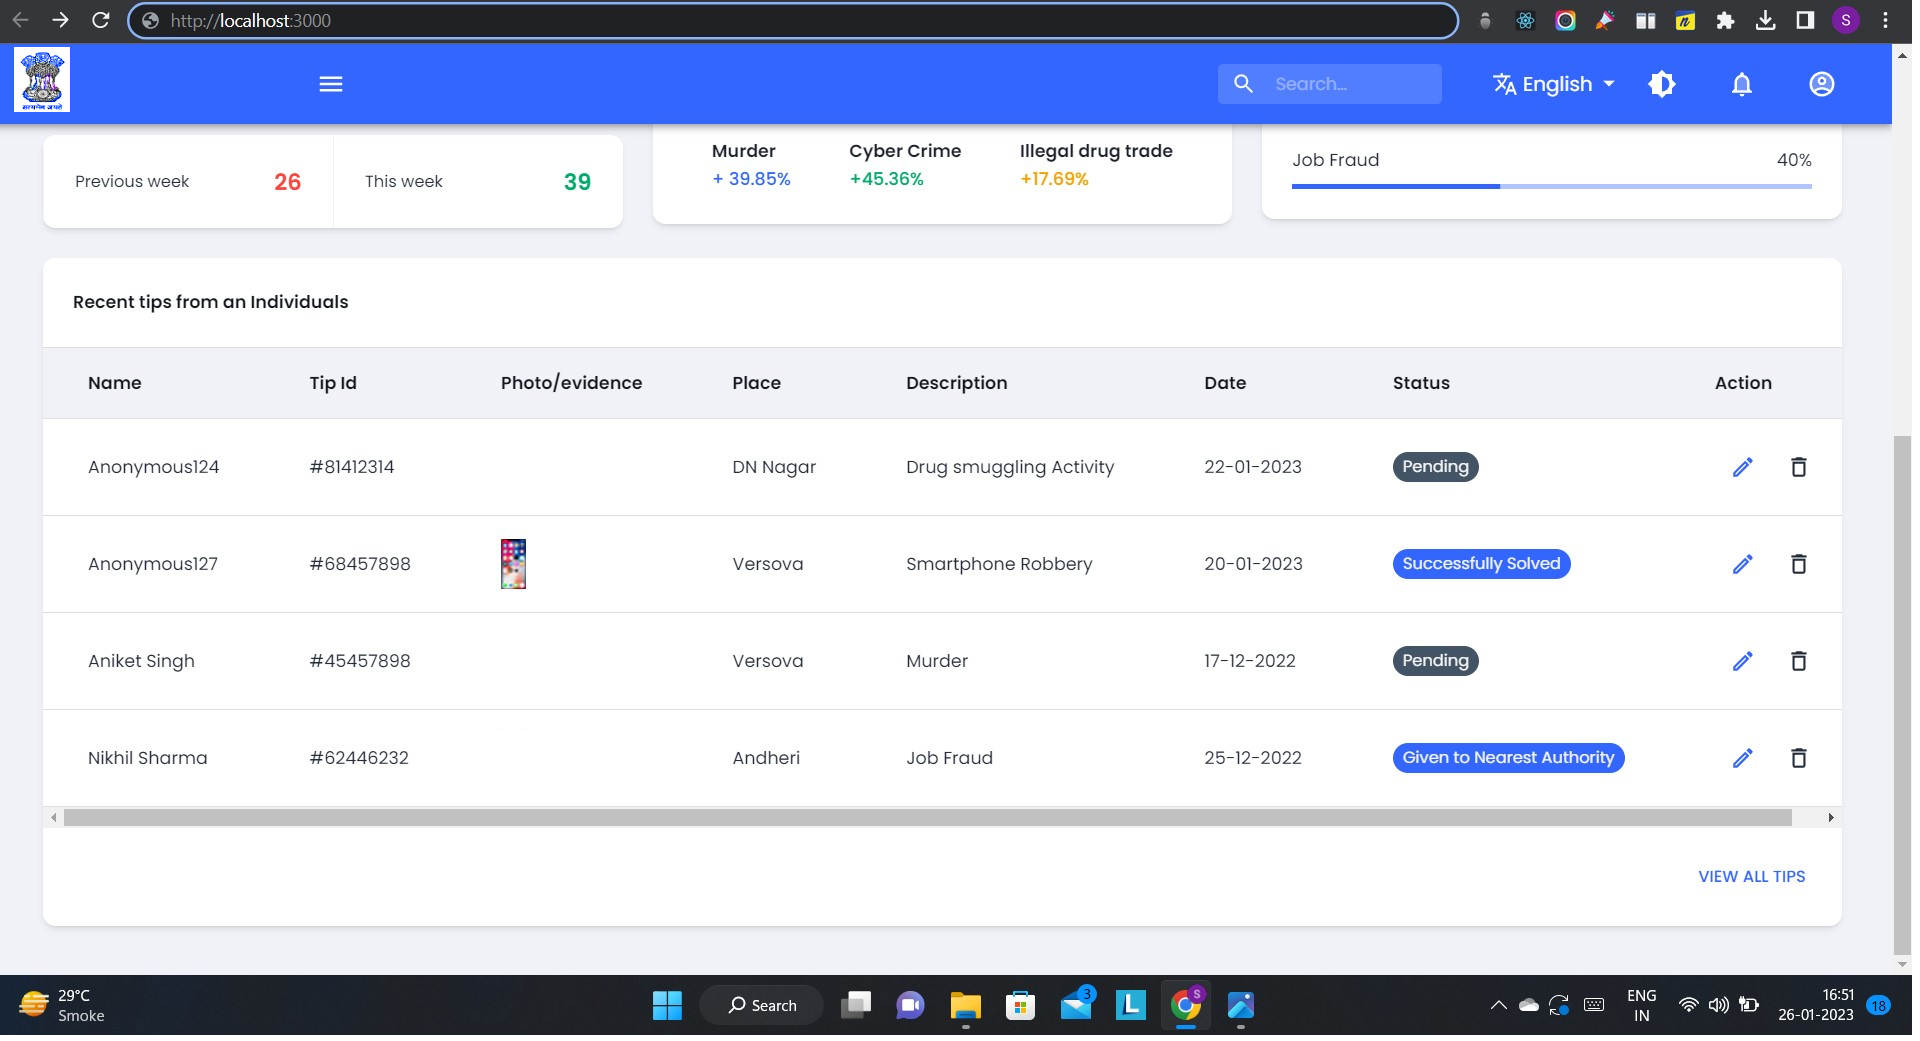 http://localhost:3000
S
सत्यमेव जयते
Search...
English
Previous week 26
This week 39
Murder Cyber Crime Illegal drug trade
+ 39.85% +45.36% +17.69%
Job Fraud 40%
Recent tips from an Individuals
Name Tip Id Photo/evidence Place Description Date Status Action
Anonymous124 #81412314 DN Nagar Drug smuggling Activity 22-01-2023 Pending
Anonymous127 #68457898 Versova Smartphone Robbery 20-01-2023 Successfully Solved
Aniket Singh #45457898 Versova Murder 17-12-2022 Pending
Nikhil Sharma #62446232 Andheri Job Fraud 25-12-2022 Given to Nearest Authority
VIEW ALL TIPS
29°C
Smoke
Search
3
L
S
ENG
IN
16:51
26-01-2023
18